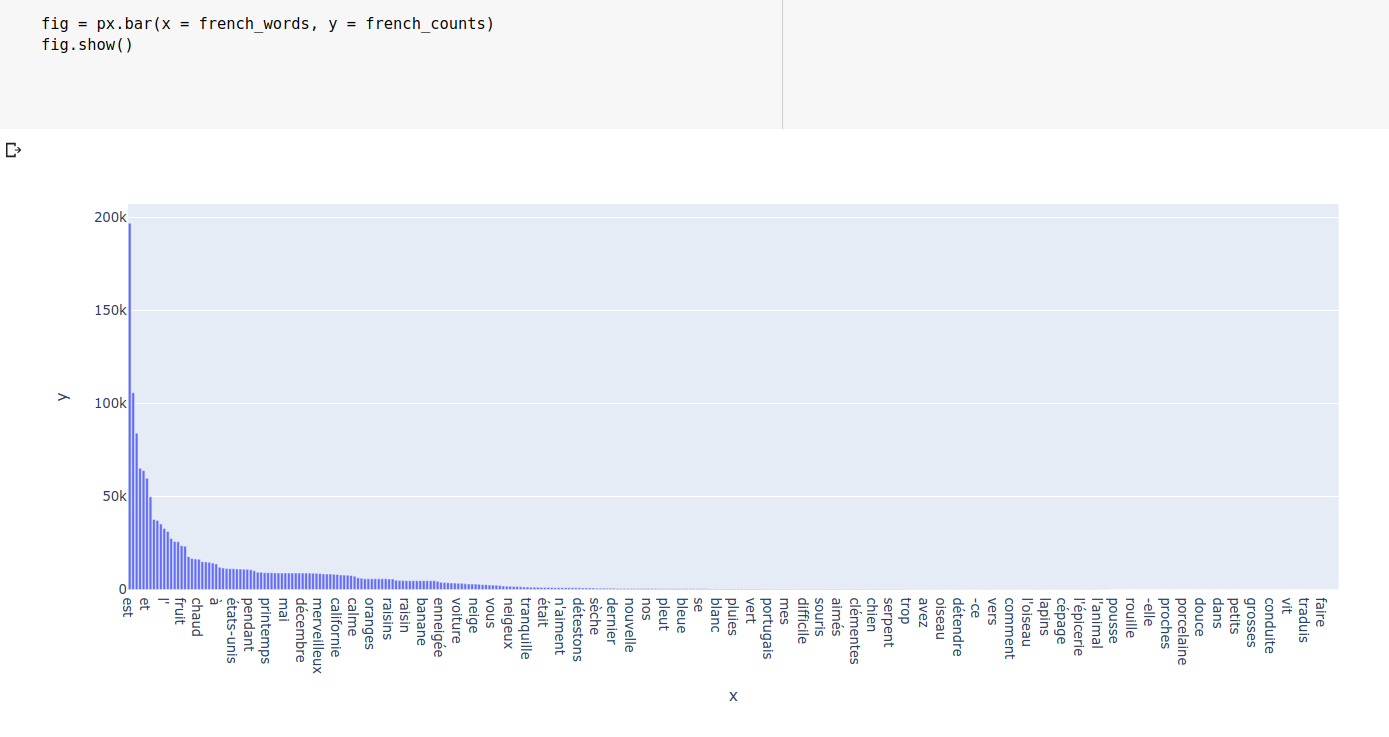 fig = px.bar(x = french_words, y = french_counts)
fig.show()
200k
150k
100k
50k
0
y
est
et
l'
fruit
chaud
à
états-unis
pendant
printemps
mai
décembre
merveilleux
californie
calme
oranges
raisins
raisin
banane
enneigée
voiture
neige
vous
neigeux
tranquille
était
n'aiment
détestons
sèche
dernier
nouvelle
nos
pleut
bleue
se
blanc
pluies
vert
portugais
mes
difficile
souris
aimés
clémentes
chien
serpent
trop
avez
oiseau
détendre
-ce
vers
comment
l'oiseau
lapins
cépage
l'épicerie
l'animal
pousse
rouille
-elle
proches
porcelaine
douce
dans
petits
grosses
conduite
vit
traduis
faire
x